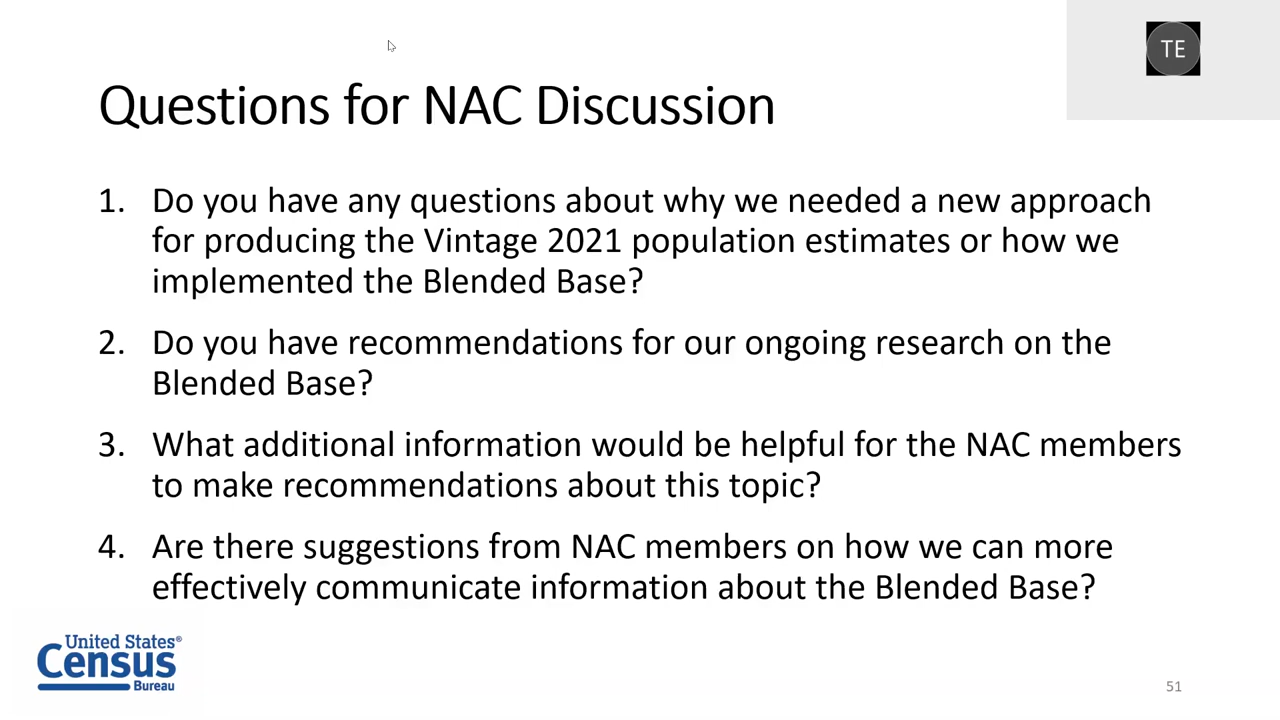 TE
Questions for NAC Discussion
1. Do you have any questions about why we needed a new approach
for producing the Vintage 2021 population estimates or how we
implemented the Blended Base?
2. Do you have recommendations for our ongoing research on the
Blended Base?
3. What additional information would be helpful for the NAC members
to make recommendations about this topic?
4. Are there suggestions from NAC members on how we can more
effectively communicate information about the Blended Base?
United States®
Census
Bureau
51